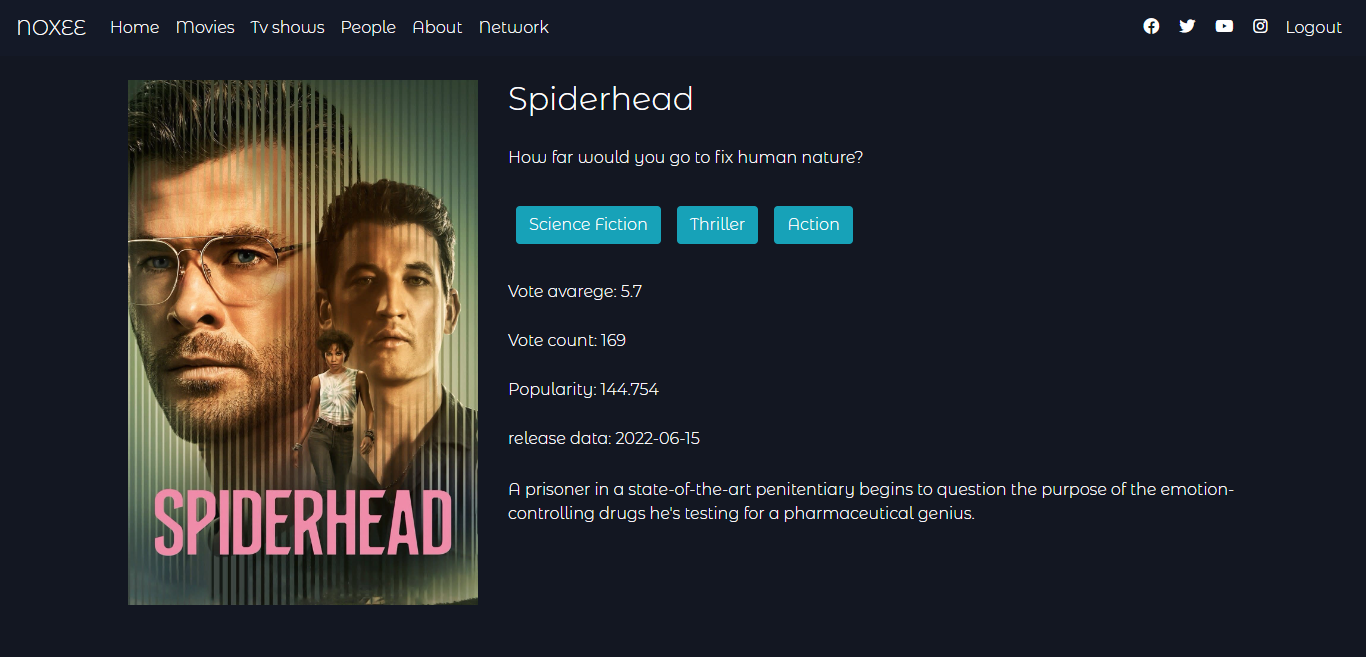 NOXEE Home Movies Tv shows People About Network Logout
Spiderhead
How far would you go to fix human nature?
Science Fiction Thriller Action
Vote avarege: 5.7
Vote count: 169
Popularity: 144.754
release data: 2022-06-15
A prisoner in a state-of-the-art penitentiary begins to question the purpose of the emotion-
controlling drugs he's testing for a pharmaceutical genius.
SPIDERHEAD